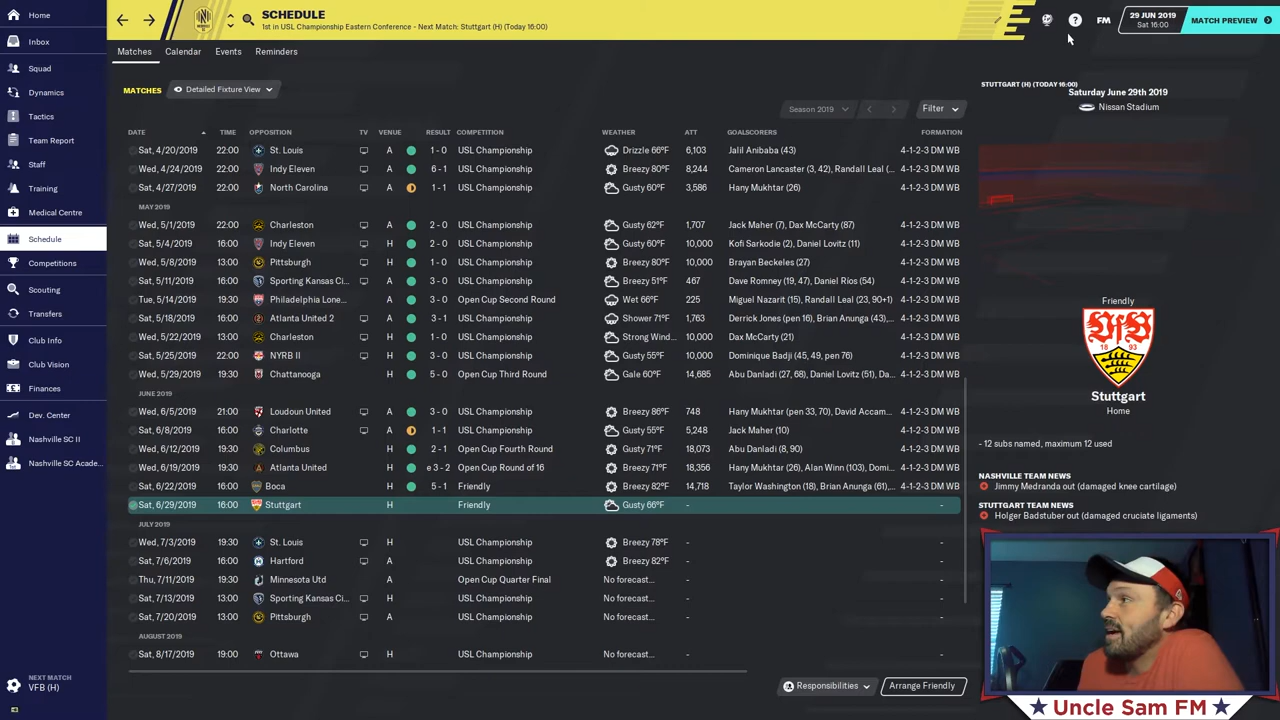 Home
Inbox
Squad
Dynamics
Tactics
Team Report
Staff
Training
Medical Centre
Schedule
Competitions
Scouting
Transfers
Club Info
Club Vision
Finances
Dev. Center
Nashville SC II
Nashville SC Acade...
NEXT MATCH
VFB (H)
SCHEDULE
1st in USL Championship Eastern Conference - Next Match: Stuttgart (H) (Today 16:00)
FM
29 JUN 2019
Sat 16:00
MATCH PREVIEW
Matches Calendar Events Reminders
MATCHES Detailed Fixture View
Season 2019 Filter
DATE TIME OPPOSITION TV VENUE RESULT COMPETITION WEATHER ATT GOALSCORERS FORMATION
Sat, 4/20/2019 22:00 St. Louis A 1 - 0 USL Championship Drizzle 66°F 6,103 Jalil Anibaba (43) 4-1-2-3 DM WB
Wed, 4/24/2019 22:00 Indy Eleven A 6 - 1 USL Championship Breezy 80°F 8,244 Cameron Lancaster (3, 42), Randall Leal (... 4-1-2-3 DM WB
Sat, 4/27/2019 22:00 North Carolina A 1 - 1 USL Championship Gusty 60°F 3,586 Hany Mukhtar (26) 4-1-2-3 DM WB
MAY 2019
Wed, 5/1/2019 22:00 Charleston A 2 - 0 USL Championship Gusty 62°F 1,707 Jack Maher (7), Dax McCarty (87) 4-1-2-3 DM WB
Sat, 5/4/2019 16:00 Indy Eleven H 2 - 0 USL Championship Gusty 60°F 10,000 Kofi Sarkodie (2), Daniel Lovitz (11) 4-1-2-3 DM WB
Wed, 5/8/2019 13:00 Pittsburgh H 1 - 0 USL Championship Breezy 80°F 10,000 Brayan Beckeles (27) 4-1-2-3 DM WB
Sat, 5/11/2019 16:00 Sporting Kansas Ci... A 3 - 0 USL Championship Breezy 51°F 467 Dave Romney (19, 47), Daniel Ríos (54) 4-1-2-3 DM WB
Tue, 5/14/2019 19:30 Philadelphia Lone... A 3 - 0 Open Cup Second Round Wet 66°F 225 Miguel Nazarit (15), Randall Leal (23, 90+1) 4-1-2-3 DM WB
Sat, 5/18/2019 16:00 Atlanta United 2 A 3 - 1 USL Championship Shower 71°F 1,763 Derrick Jones (pen 16), Brian Anunga (43),... 4-1-2-3 DM WB
Wed, 5/22/2019 13:00 Charleston H 1 - 0 USL Championship Strong Wind... 10,000 Dax McCarty (21) 4-1-2-3 DM WB
Sat, 5/25/2019 22:00 NYRB II H 3 - 0 USL Championship Gusty 55°F 10,000 Dominique Badji (45, 49, pen 76) 4-1-2-3 DM WB
Wed, 5/29/2019 19:30 Chattanooga H 5 - 0 Open Cup Third Round Gale 60°F 14,685 Abu Danladi (27, 68), Daniel Lovitz (51), Da... 4-1-2-3 DM WB
JUNE 2019
Wed, 6/5/2019 21:00 Loudoun United A 3 - 0 USL Championship Breezy 86°F 748 Hany Mukhtar (pen 33, 70), David Accam... 4-1-2-3 DM WB
Sat, 6/8/2019 16:00 Charlotte A 1 - 1 USL Championship Gusty 55°F 5,248 Jack Maher (10) 4-1-2-3 DM WB
Wed, 6/12/2019 19:30 Columbus H 2 - 1 Open Cup Fourth Round Gusty 71°F 18,073 Abu Danladi (8, 90) 4-1-2-3 DM WB
Wed, 6/19/2019 19:30 Atlanta United H e 3 - 2 Open Cup Round of 16 Breezy 71°F 18,356 Hany Mukhtar (26), Alan Winn (103), Domi... 4-1-2-3 DM WB
Sat, 6/22/2019 16:00 Boca H 5 - 1 Friendly Breezy 82°F 14,718 Taylor Washington (18), Brian Anunga (61),... 4-1-2-3 DM WB
Sat, 6/29/2019 16:00 Stuttgart H Friendly Gusty 66°F - -
JULY 2019
Wed, 7/3/2019 19:30 St. Louis H USL Championship Breezy 78°F - -
Sat, 7/6/2019 16:00 Hartford A USL Championship Breezy 82°F - -
Thu, 7/11/2019 19:30 Minnesota Utd A Open Cup Quarter Final No forecast... - -
Sat, 7/13/2019 13:00 Sporting Kansas Ci... H USL Championship No forecast... - -
Sat, 7/20/2019 13:00 Pittsburgh A USL Championship No forecast... - -
AUGUST 2019
Sat, 8/17/2019 19:00 Ottawa H USL Championship No forecast... - -
Responsibilities Arrange Friendly
STUTTGART (H) (TODAY 16:00)
Saturday June 29th 2019
Nissan Stadium
Friendly
VfB
18 93
Stuttgart
Home
- 12 subs named, maximum 12 used
NASHVILLE TEAM NEWS
Jimmy Medranda out (damaged knee cartilage)
STUTTGART TEAM NEWS
Holger Badstuber out (damaged cruciate ligaments)
Uncle Sam FM